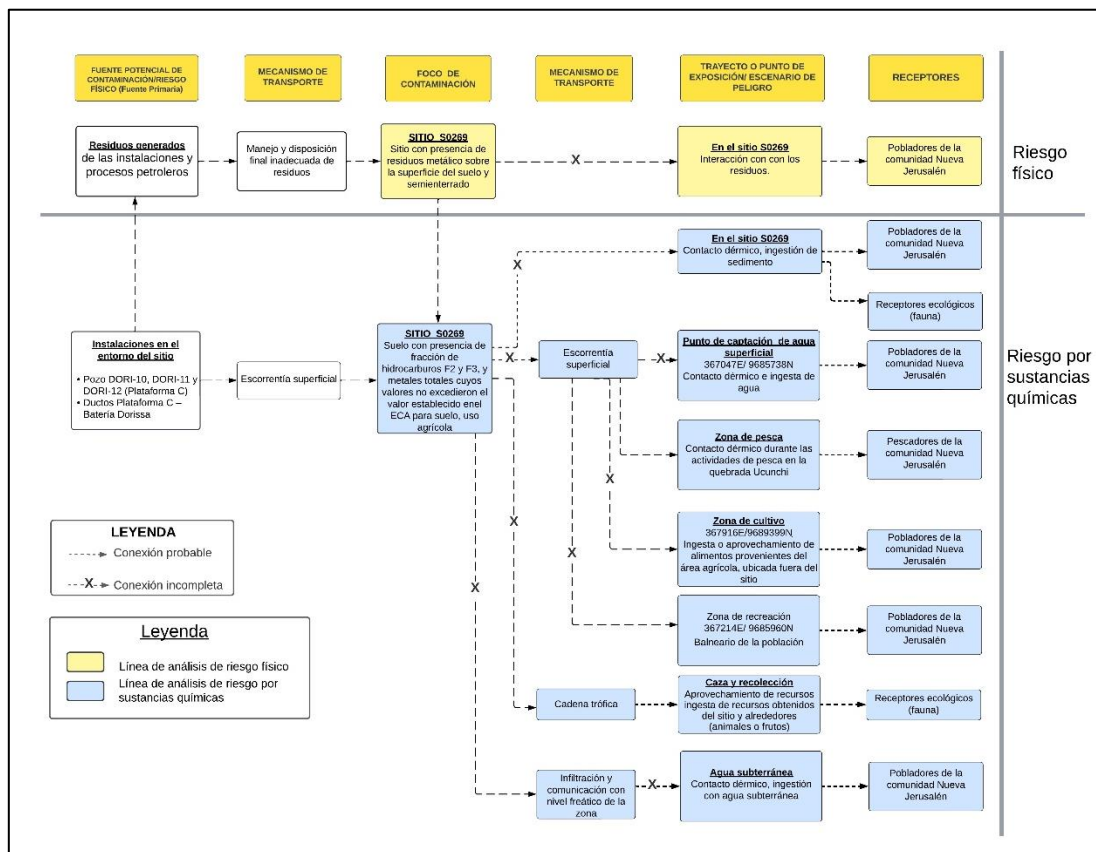 FUENTE POTENCIAL DE
CONTAMINACIÓN/RIESGO
FÍSICO (Fuente Primaria)
MECANISMO DE
TRANSPORTE
FOCO DE
CONTAMINACIÓN
MECANISMO DE
TRANSPORTE
TRAYECTO O PUNTO DE
EXPOSICIÓN/ ESCENARIO DE
PELIGRO
RECEPTORES
Residuos generados
de las instalaciones y
procesos petroleros
Manejo y disposición
final inadecuada de
residuos
SITIO_S0269
Sitio con presencia de
residuos metálico sobre
la superficie del suelo y
semienterrado
X
En el sitio S0269
Interacción con con los
residuos.
Pobladores de la
comunidad Nueva
Jerusalén
Riesgo
físico
Instalaciones en el
entorno del sitio
• Pozo DORI-10, DORI-11 y
DORI-12 (Plataforma C)
• Ductos Plataforma C –
Batería Dorissa
Escorrentía superficial
SITIO_S0269
Suelo con presencia de
fracción de
hidrocarburos F2 y F3, y
metales totales cuyos
valores no excedieron el
valor establecido enel
ECA para suelo, uso
agrícola
X
En el sitio S0269
Contacto dérmico, ingestión de
sedimento
Pobladores de la
comunidad Nueva
Jerusalén
Receptores ecológicos
(fauna)
X
Escorrentía
superficial
X
Punto de captación de agua
superficial
367047E/ 9685738N
Contacto dérmico e ingesta de
agua
Pobladores de la
comunidad Nueva
Jerusalén
Riesgo por
sustancias
químicas
X
Zona de pesca
Contacto dérmico durante las
actividades de pesca en la
quebrada Ucunchi
Pescadores de la
comunidad Nueva
Jerusalén
X
Zona de cultivo
367916E/9689399N
Ingesta o aprovechamiento de
alimentos provenientes del
área agrícola, ubicada fuera del
sitio
Pobladores de la
comunidad Nueva
Jerusalén
X
Zona de recreación
367214E/ 9685960N
Balneario de la población
Pobladores de la
comunidad Nueva
Jerusalén
X
Cadena trófica
Caza y recolección
Aprovechamiento de recursos
ingesta de recursos obtenidos
del sitio y alrededores
(animales o frutos)
Receptores ecológicos
(fauna)
X
Infiltración y
comunicación con
nivel freático de la
zona
X
Agua subterránea
Contacto dérmico, ingestión
con agua subterránea
Pobladores de la
comunidad Nueva
Jerusalén
LEYENDA
Conexión probable
X
Conexión incompleta
Leyenda
Línea de análisis de riesgo físico
Línea de análisis de riesgo por
sustancias químicas